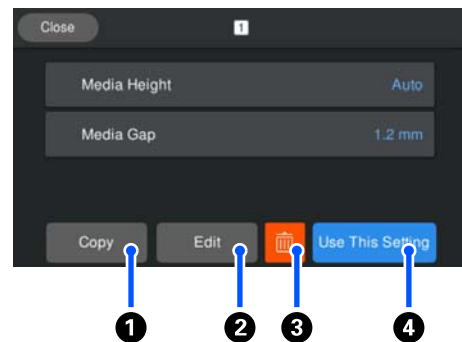 Close 1
Media Height Auto
Media Gap 1.2 mm
Copy Edit Use This Setting
1 2 3 4